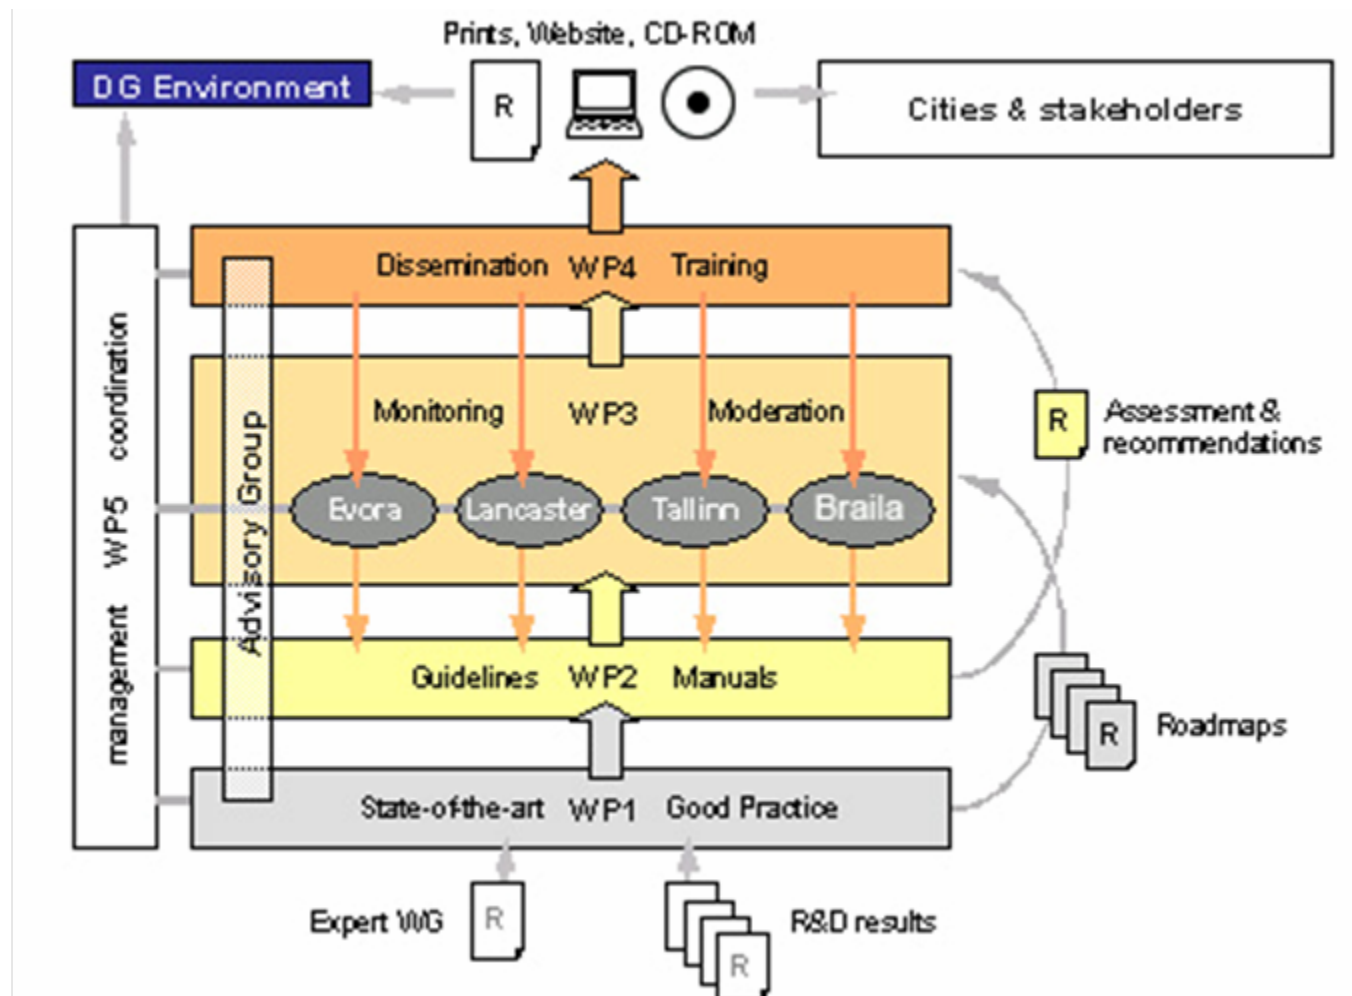 Prints, Website, CD-ROM
DG Environment
R
Cities & stakeholders
Dissemination WP4 Training
management WP5 coordination
Advisory Group
Monitoring WP3 Moderation
R
Assessment &
recommendations
Evora Lancaster Tallinn Braila
Guidelines WP2 Manuals
R
Roadmaps
State-of-the-art WP1 Good Practice
Expert WG R
R&D results
R